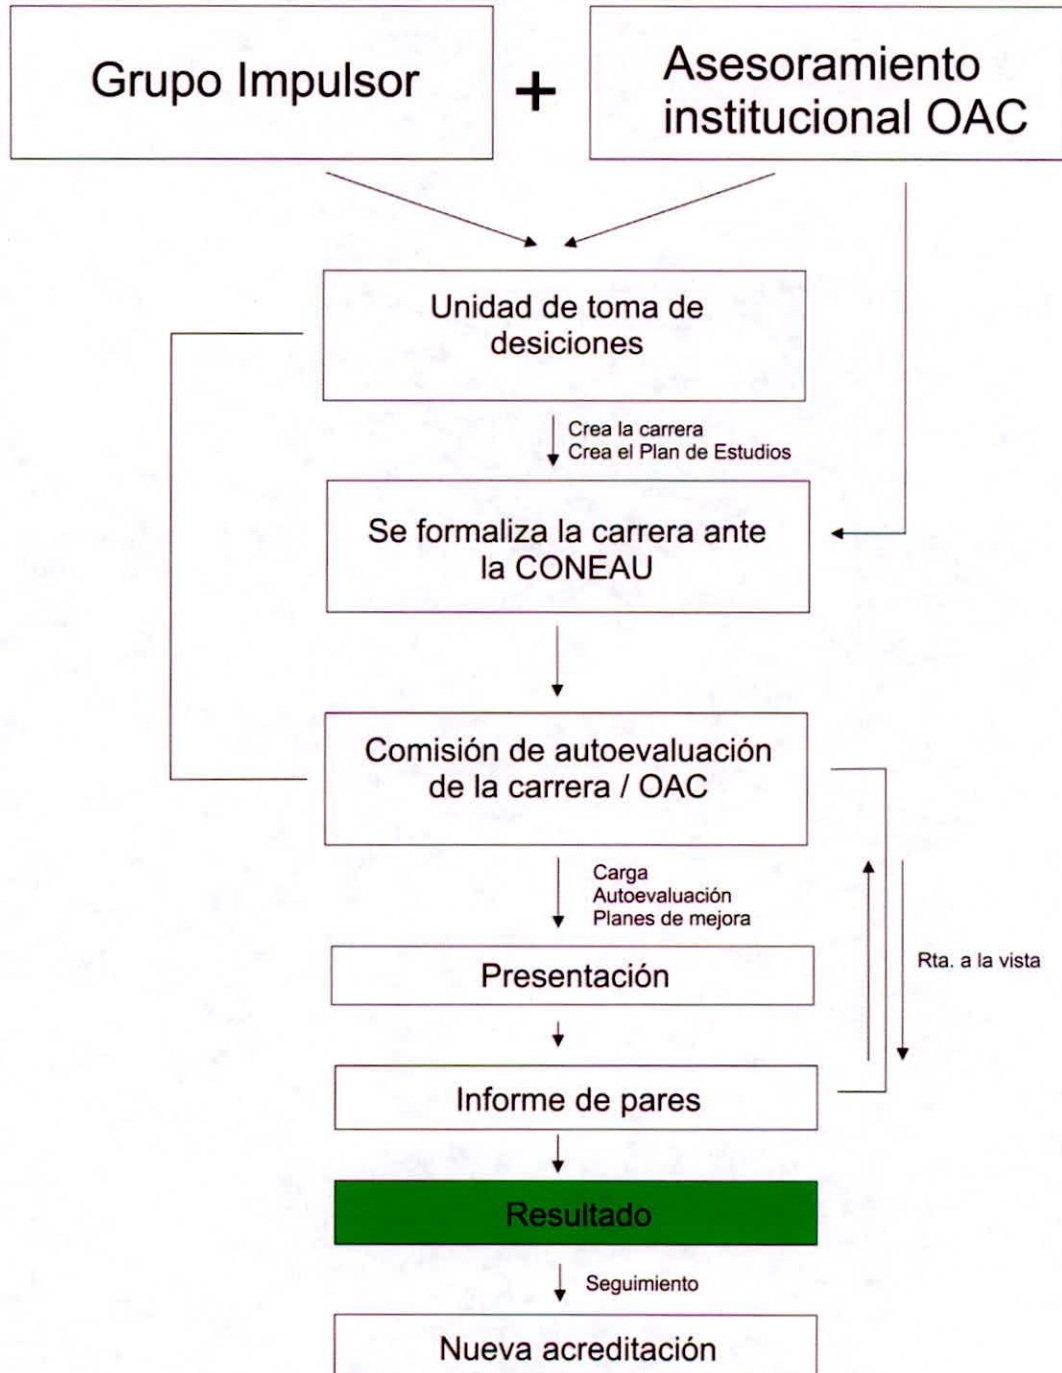 Grupo Impulsor
+
Asesoramiento
institucional OAC
Unidad de toma de
desiciones
Crea la carrera
Crea el Plan de Estudios
Se formaliza la carrera ante
la CONEAU
Comisión de autoevaluación
de la carrera / OAC
Carga
Autoevaluación
Planes de mejora
Presentación
Rta. a la vista
Informe de pares
Resultado
Seguimiento
Nueva acreditación